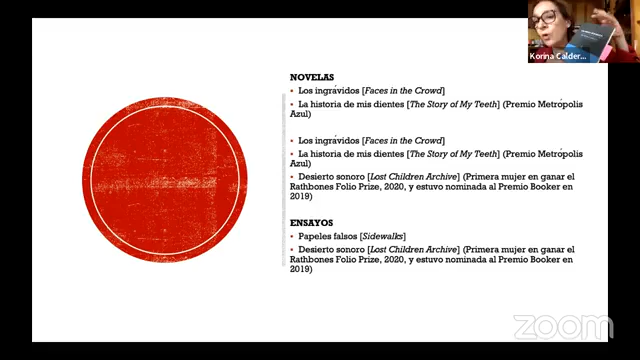 Korina Calder...
NOVELAS
▪ Los ingrávidos [Faces in the Crowd]
▪ La historia de mis dientes [The Story of My Teeth] (Premio Metrópolis
Azul)
▪ Los ingrávidos [Faces in the Crowd]
▪ La historia de mis dientes [The Story of My Teeth] (Premio Metrópolis
Azul)
▪ Desierto sonoro [Lost Children Archive] (Primera mujer en ganar el
Rathbones Folio Prize, 2020, y estuvo nominada al Premio Booker en
2019)
ENSAYOS
▪ Papeles falsos [Sidewalks]
▪ Desierto sonoro [Lost Children Archive] (Primera mujer en ganar el
Rathbones Folio Prize, 2020, y estuvo nominada al Premio Booker en
2019)
zoom